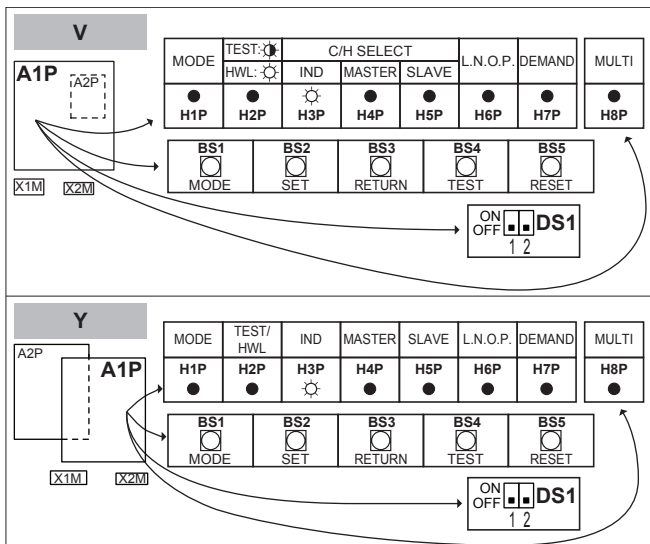 V
A1P
A2P
X1M X2M
MODE TEST: C/H SELECT L.N.O.P. DEMAND MULTI
HWL: IND MASTER SLAVE
H1P H2P H3P H4P H5P H6P H7P H8P
BS1 BS2 BS3 BS4 BS5
MODE SET RETURN TEST RESET
ON
OFF DS1
1 2
Y
A2P
A1P
X1M X2M
MODE TEST/ HWL IND MASTER SLAVE L.N.O.P. DEMAND MULTI
H1P H2P H3P H4P H5P H6P H7P H8P
BS1 BS2 BS3 BS4 BS5
MODE SET RETURN TEST RESET
ON
OFF DS1
1 2